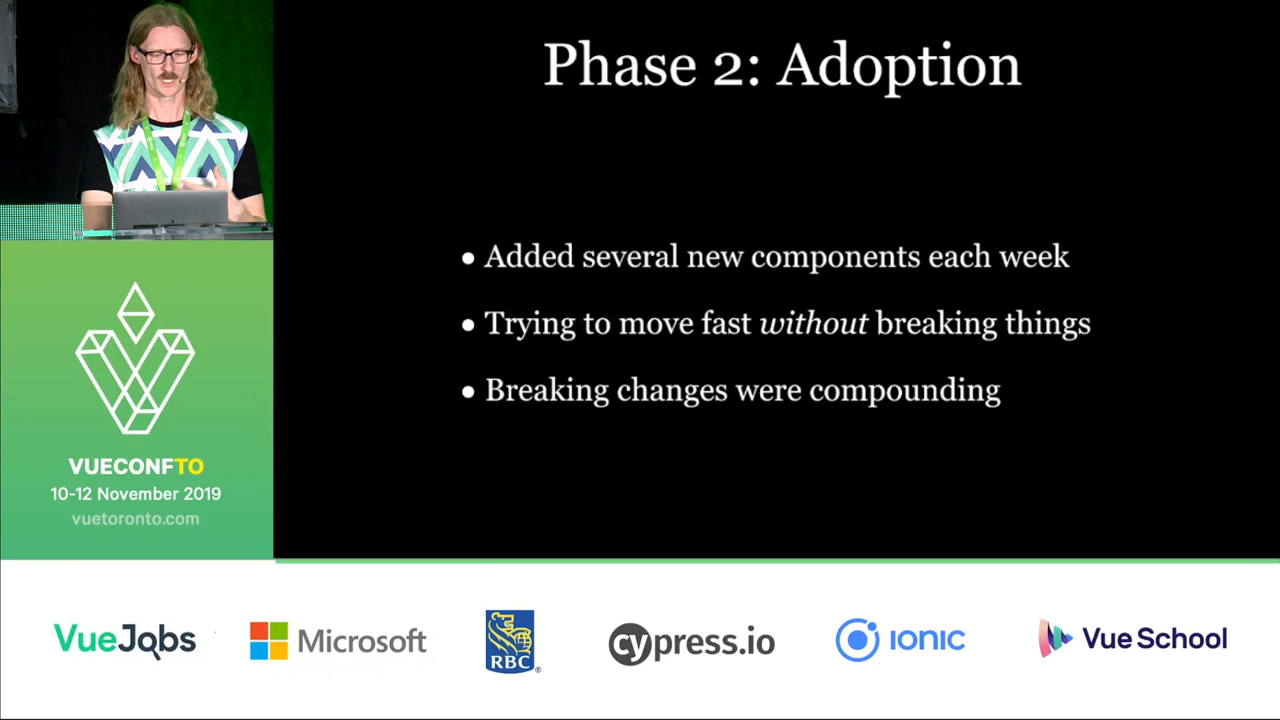 Phase 2: Adoption
• Added several new components each week
• Trying to move fast without breaking things
• Breaking changes were compounding
VUECONFTO
10-12 November 2019
vuetoronto.com
VueJobs
Microsoft
RBC
®
cypress.io
IONIC
Vue School